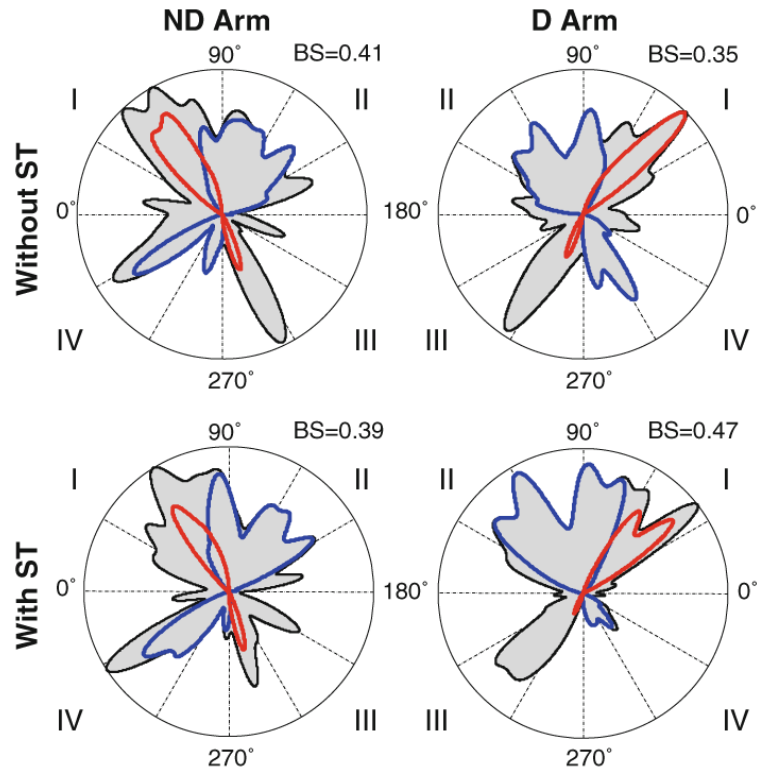 ND Arm D Arm
90° BS=0.41 90° BS=0.35
I II II I
Without ST
0° 180° 0°
IV III III IV
270° 270°
90° BS=0.39 90° BS=0.47
I II II I
With ST
0° 180° 0°
IV III III IV
270° 270°